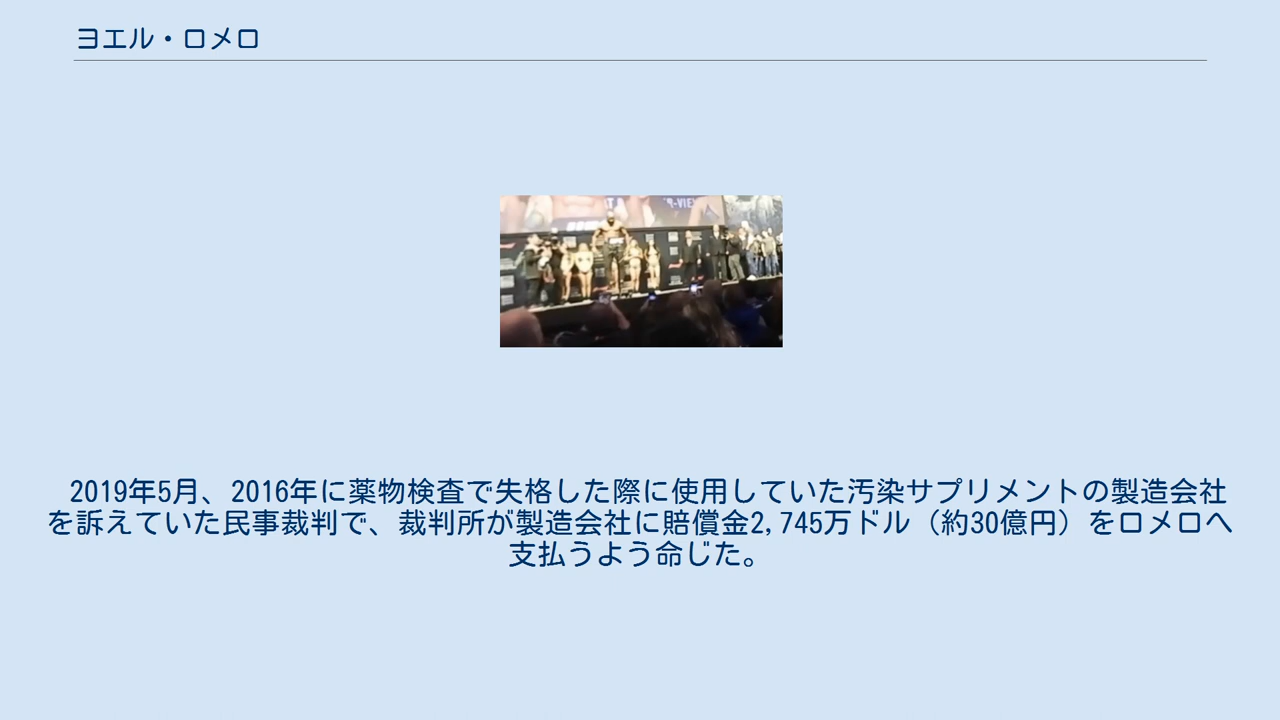 ヨエル・ロメロ
R-VIE
2019年5月、2016年に薬物検査で失格した際に使用していた汚染サプリメントの製造会社
を訴えていた民事裁判で、裁判所が製造会社に賠償金2,745万ドル（約30億円）をロメロへ
支払うよう命じた。